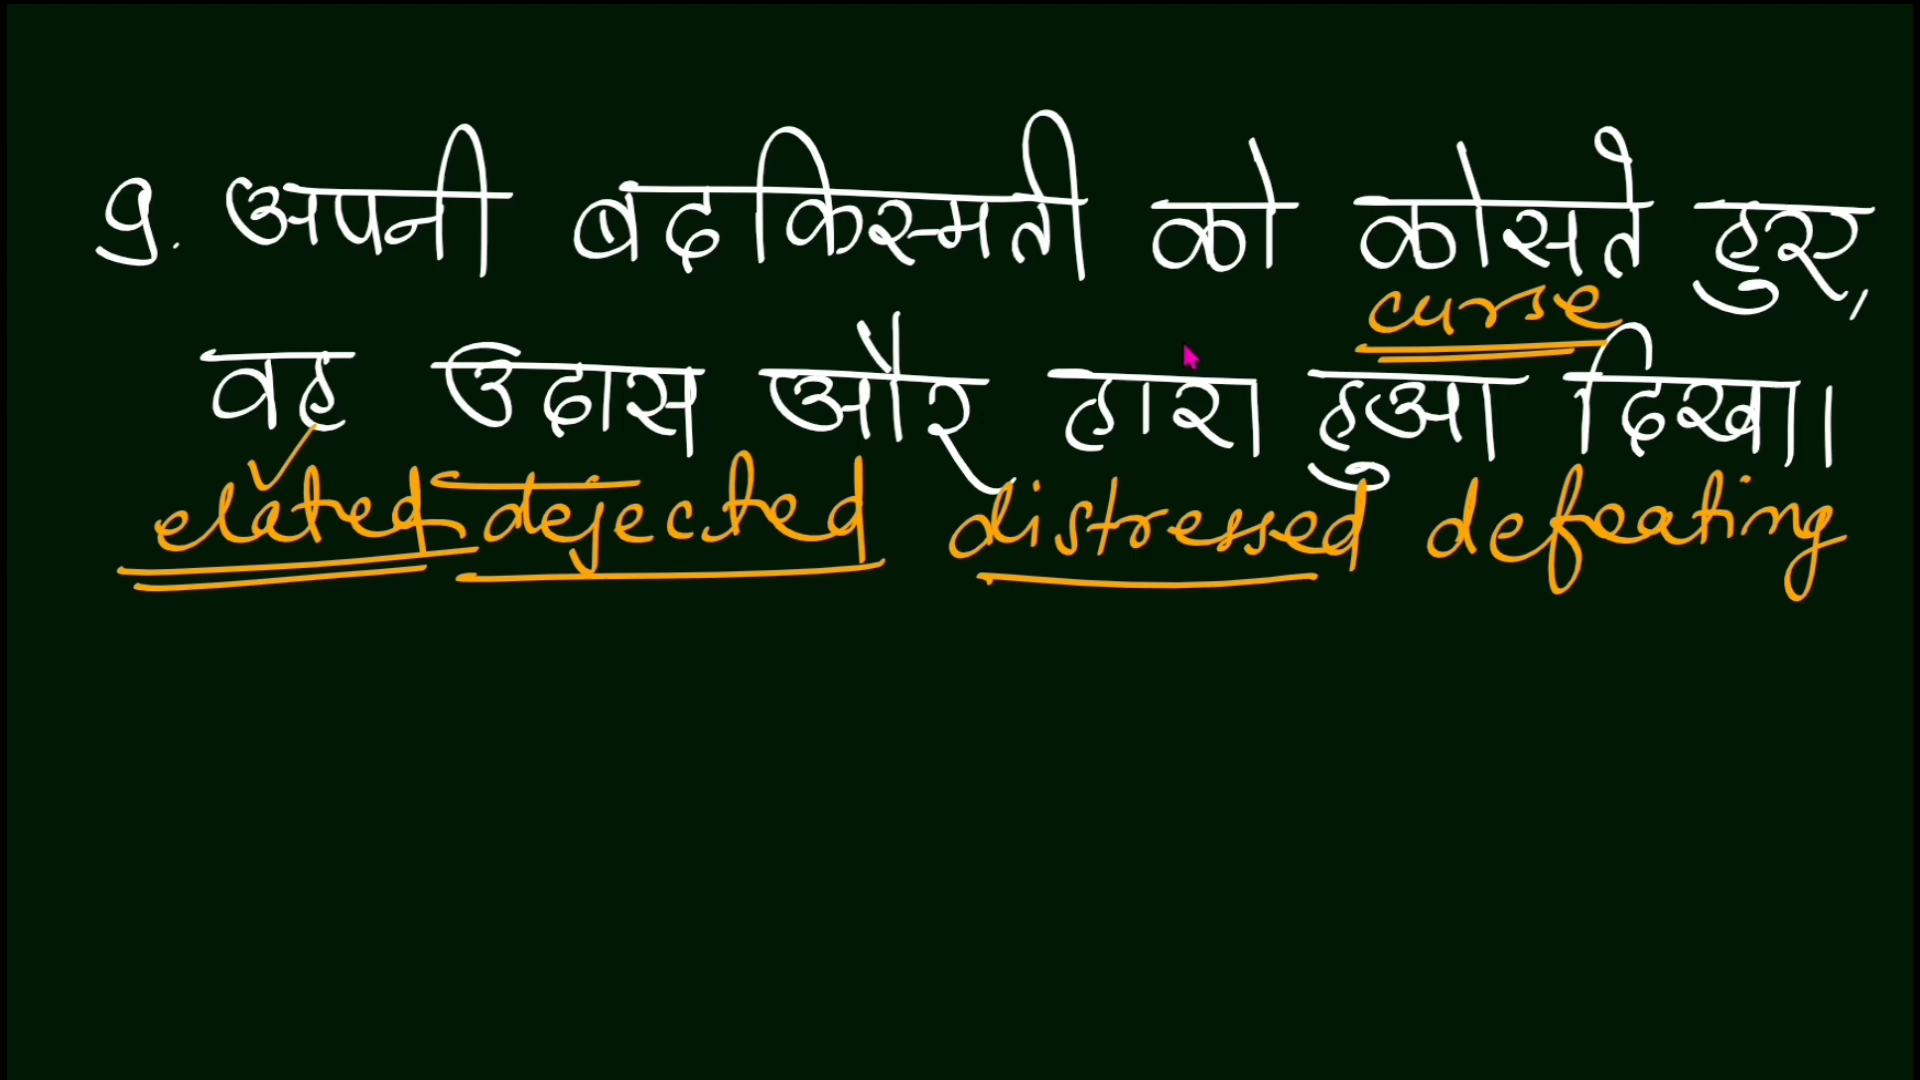 9. अपनी बदकिस्मती को कोसते हुए,
curse
वह उदास और हारा हुआ दिखा।
elated dejected distressed defeating